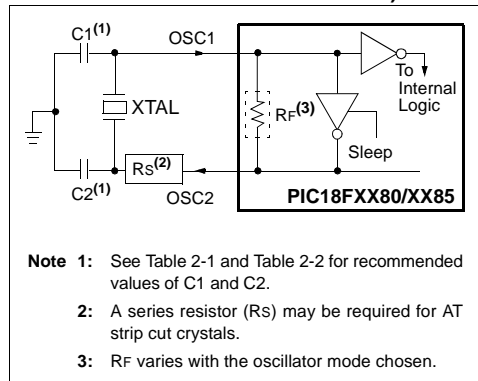 C1(1)
OSC1
To
Internal
Logic
XTAL
RF(3)
Sleep
C2(1)
RS(2)
OSC2
PIC18FXX80/XX85
Note 1: See Table 2-1 and Table 2-2 for recommended
values of C1 and C2.
2: A series resistor (RS) may be required for AT
strip cut crystals.
3: RF varies with the oscillator mode chosen.